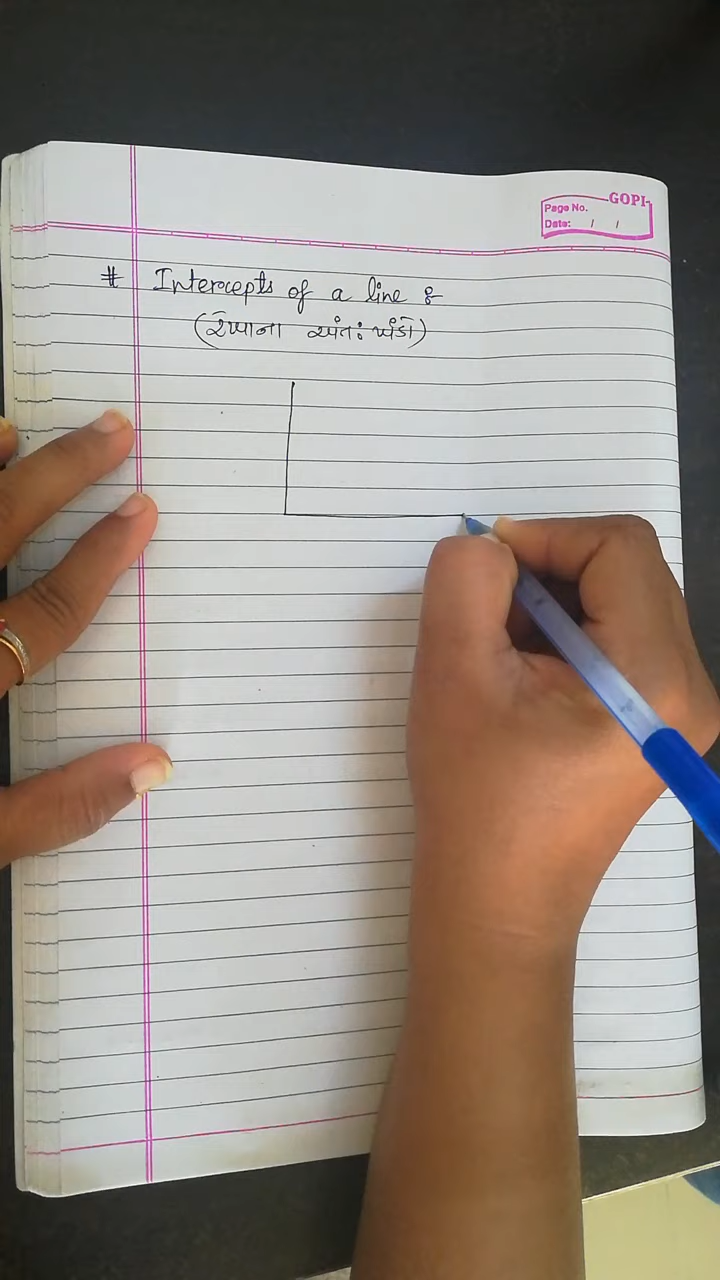 GOPI
Page No.
Date: / /
# Intercepts of a line :
(રેખાના અંત: ખંડો)